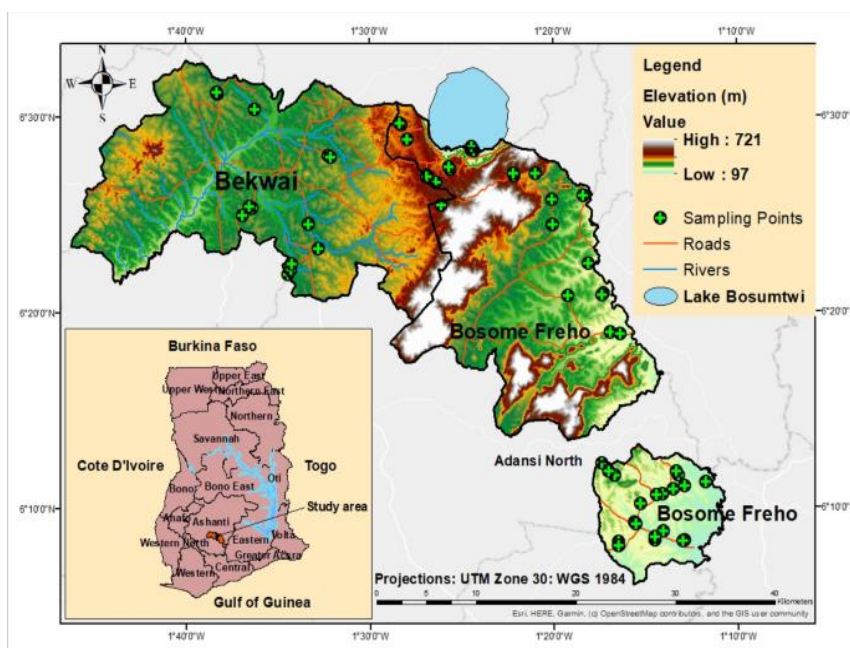 1°40'0"W 1°30'0"W 1°20'0"W 1°10'0"W
N
W E
S
6°30'0"N
6°20'0"N
6°10'0"N
Bekwai
Bosome Freho
Adansi North
Bosome Freho
Legend
Elevation (m)
Value
High : 721
Low : 97
Sampling Points
Roads
Rivers
Lake Bosumtwi
6°30'0"N
6°20'0"N
6°10'0"N
Burkina Faso
Upper East
Upper West
Northern East
Northern
Savannah
Cote D'Ivoire
Togo
Oti
Bono
Bono East
Study area
Ahafo
Ashanti
Volta
Western North
Eastern
Greater Accra
Central
Western
Gulf of Guinea
Projections: UTM Zone 30: WGS 1984
0 5 10 20 30 40
Kilometers
Esri, HERE, Garmin, (c) OpenStreetMap contributors, and the GIS user community
1°40'0"W 1°30'0"W 1°20'0"W 1°10'0"W